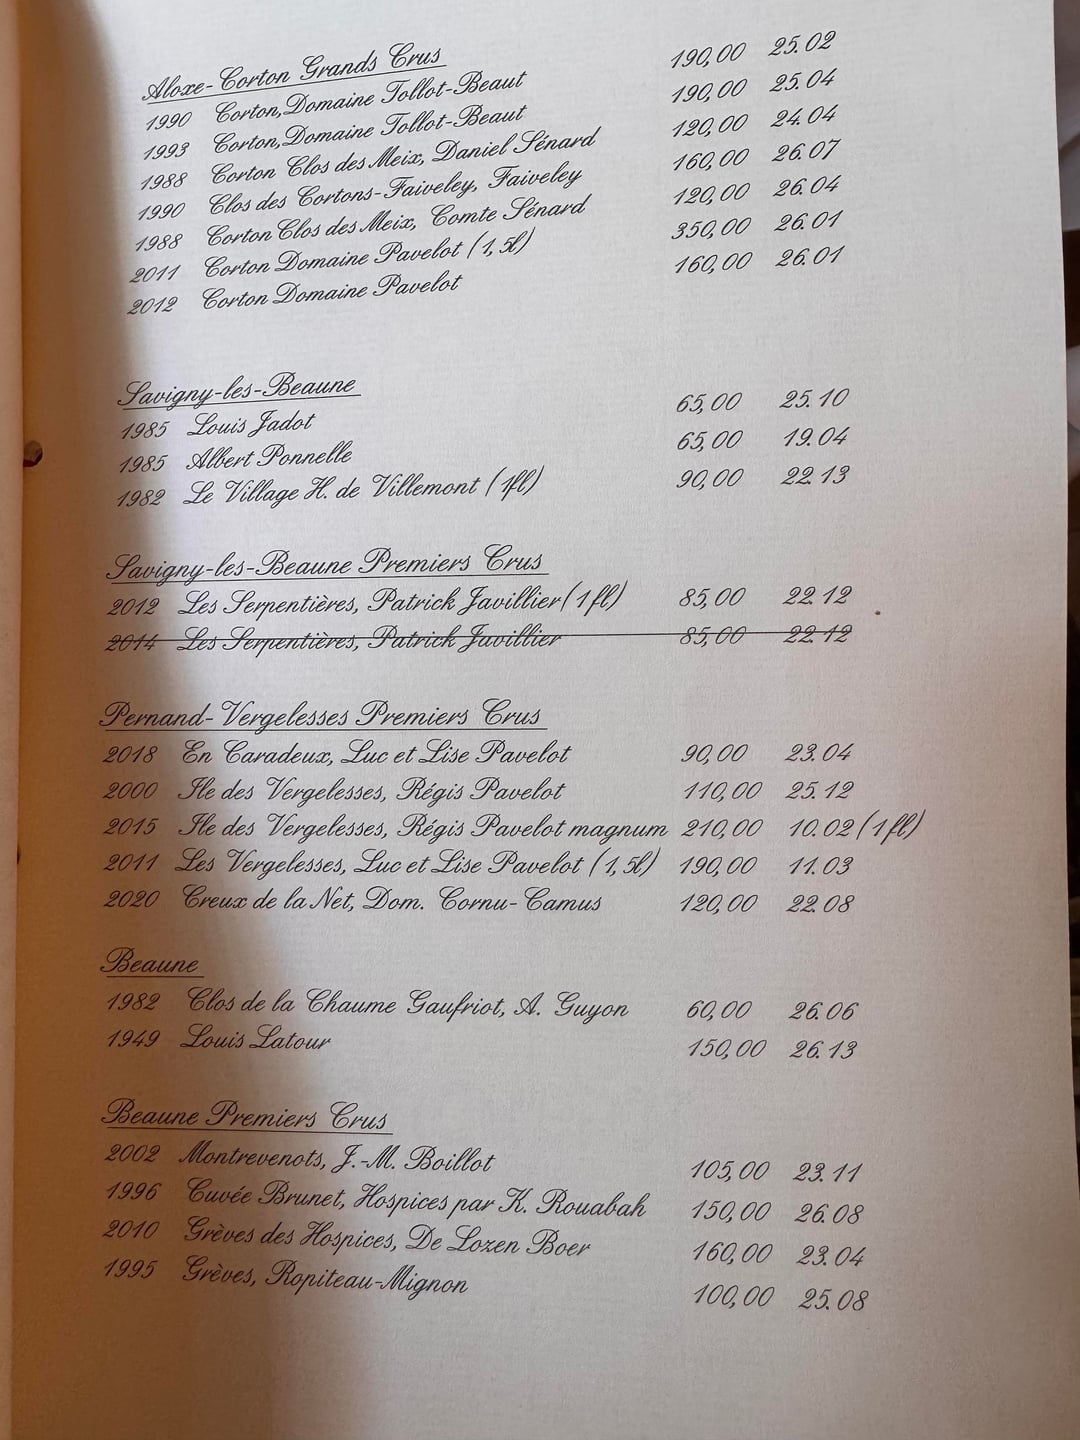 Aloxe-Corton Grands Crus
1990 Corton, Domaine Tollot-Beaut 190,00 25.02
1993 Corton, Domaine Tollot-Beaut 190,00 25.04
1988 Corton Clos des Meix, Daniel Sénard 120,00 24.04
1990 Clos des Cortons-Faiveley, Faiveley 160,00 26.07
1988 Corton Clos des Meix, Comte Sénard 120,00 26.04
2011 Corton Domaine Pavelot (1,5l) 350,00 26.01
2012 Corton Domaine Pavelot 160,00 26.01
Savigny-les-Beaune
1985 Louis Jadot 65,00 25.10
1985 Albert Ponnelle 65,00 19.04
1982 Le Village H. de Villemont (1fl) 90,00 22.13
Savigny-les-Beaune Premiers Crus
2012 Les Serpentières, Patrick Javillier (1 fl) 85,00 22.12
2014 Les Serpentières, Patrick Javillier 85,00 22.12
Pernand-Vergelesses Premiers Crus
2018 En Caradeux, Luc et Lise Pavelot 90,00 23.04
2000 Ile des Vergelesses, Régis Pavelot 110,00 25.12
2015 Ile des Vergelesses, Régis Pavelot magnum 210,00 10.02 (1 fl)
2011 Les Vergelesses, Luc et Lise Pavelot (1,5l) 190,00 11.03
2020 Creux de la Net, Dom. Cornu-Camus 120,00 22.08
Beaune
1982 Clos de la Chaume Gaufriot, A. Guyon 60,00 26.06
1949 Louis Latour 150,00 26.13
Beaune Premiers Crus
2002 Montrevenots, J.-M. Boillot 105,00 23.11
1996 Cuvée Brunet, Hospices par K. Rouabah 150,00 26.08
2010 Grèves des Hospices, De Lozen Boer 160,00 23.04
1995 Grèves, Ropiteau-Mignon 100,00 25.08